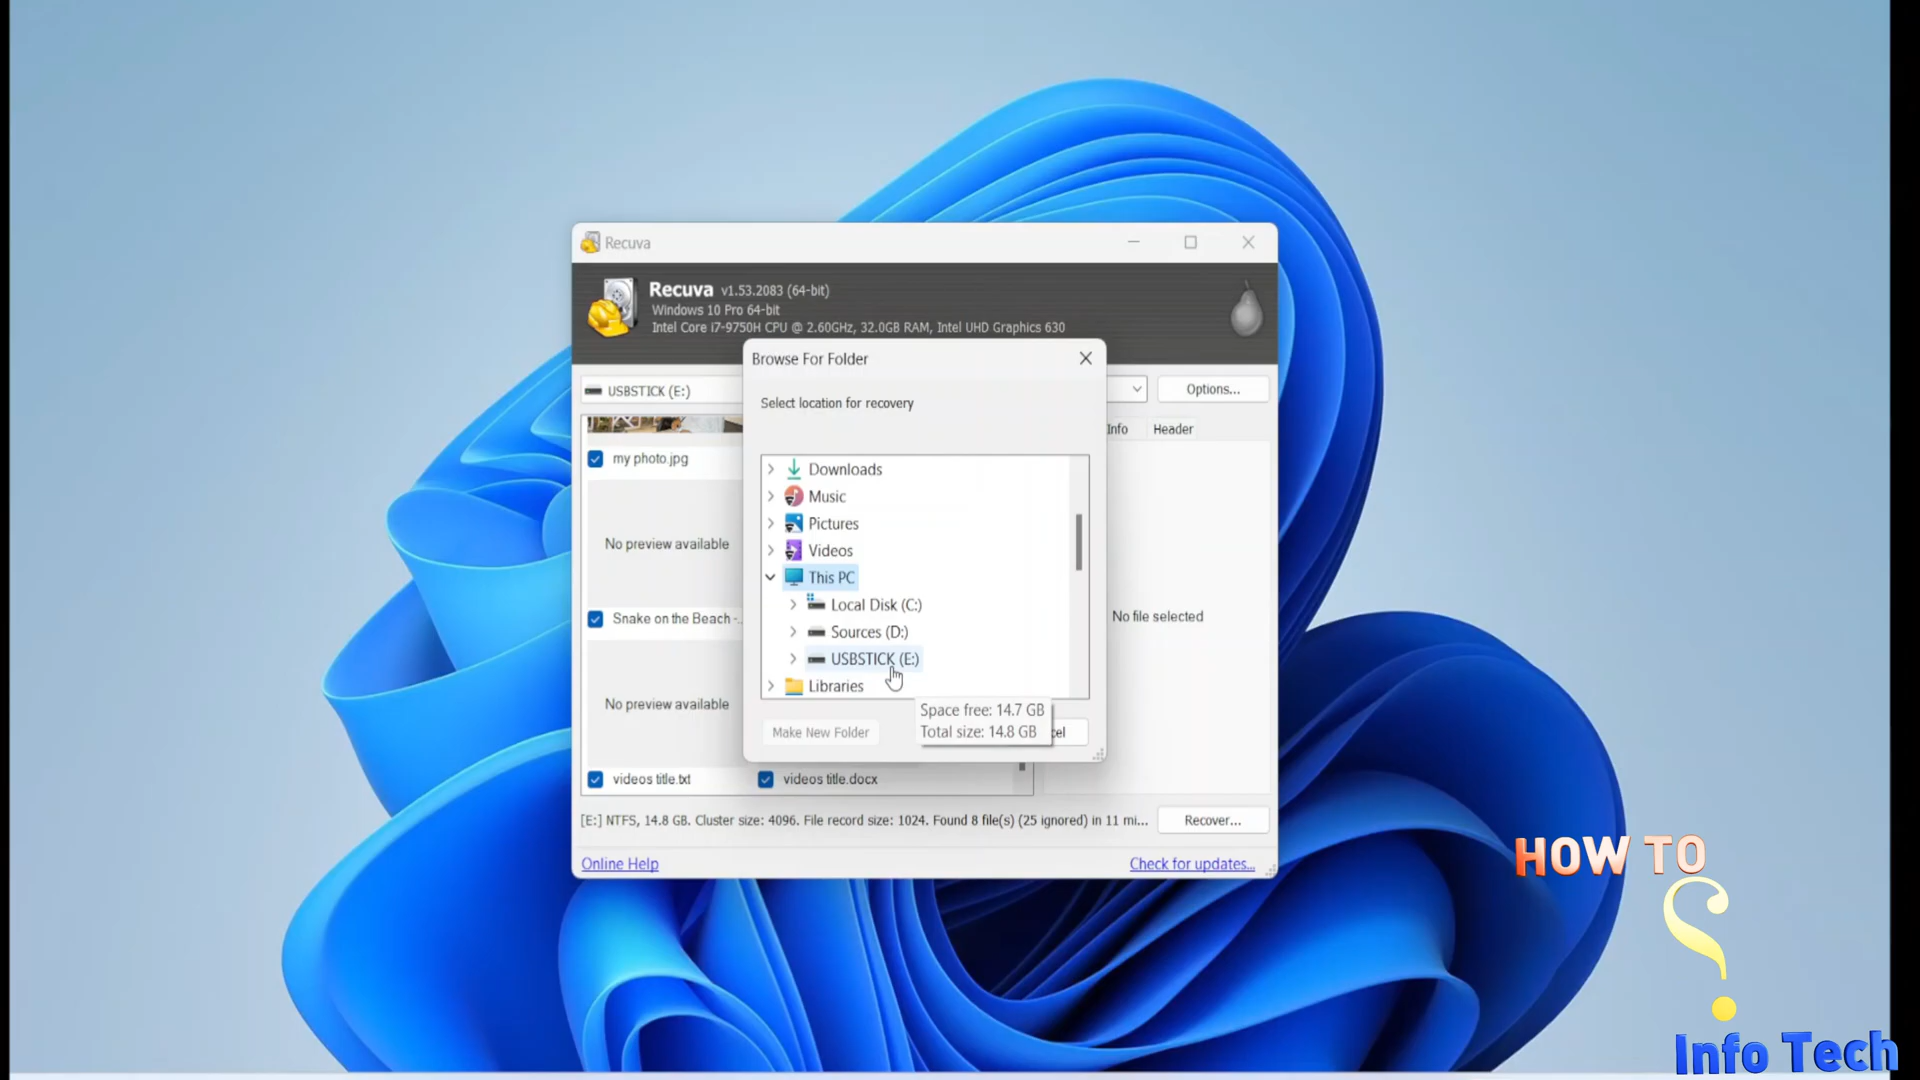 Recuva
Recuva v1.53.2083 (64-bit)
Windows 10 Pro 64-bit
Intel Core i7-9750H CPU @ 2.60GHz, 32.0GB RAM, Intel UHD Graphics 630
Browse For Folder
USBSTICK (E:)
Options...
Select location for recovery
Info
Header
my photo.jpg
Downloads
Music
Pictures
Videos
This PC
Local Disk (C:)
Sources (D:)
USBSTICK (E:)
Libraries
No preview available
Snake on the Beach -...
No file selected
No preview available
Space free: 14.7 GB
Total size: 14.8 GB
Make New Folder
videos title.txt
videos title.docx
[E:] NTFS, 14.8 GB. Cluster size: 4096. File record size: 1024. Found 8 file(s) (25 ignored) in 11 mi...
Recover...
Online Help
Check for updates...
HOW TO
?
Info Tech